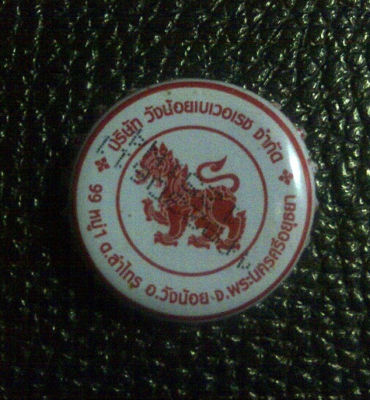 บริษัท วังน้อยเบเวอเรช จำกัด
99 หมู่ 1 ต.ลำไทร อ.วังน้อย จ.พระนครศรีอยุธยา